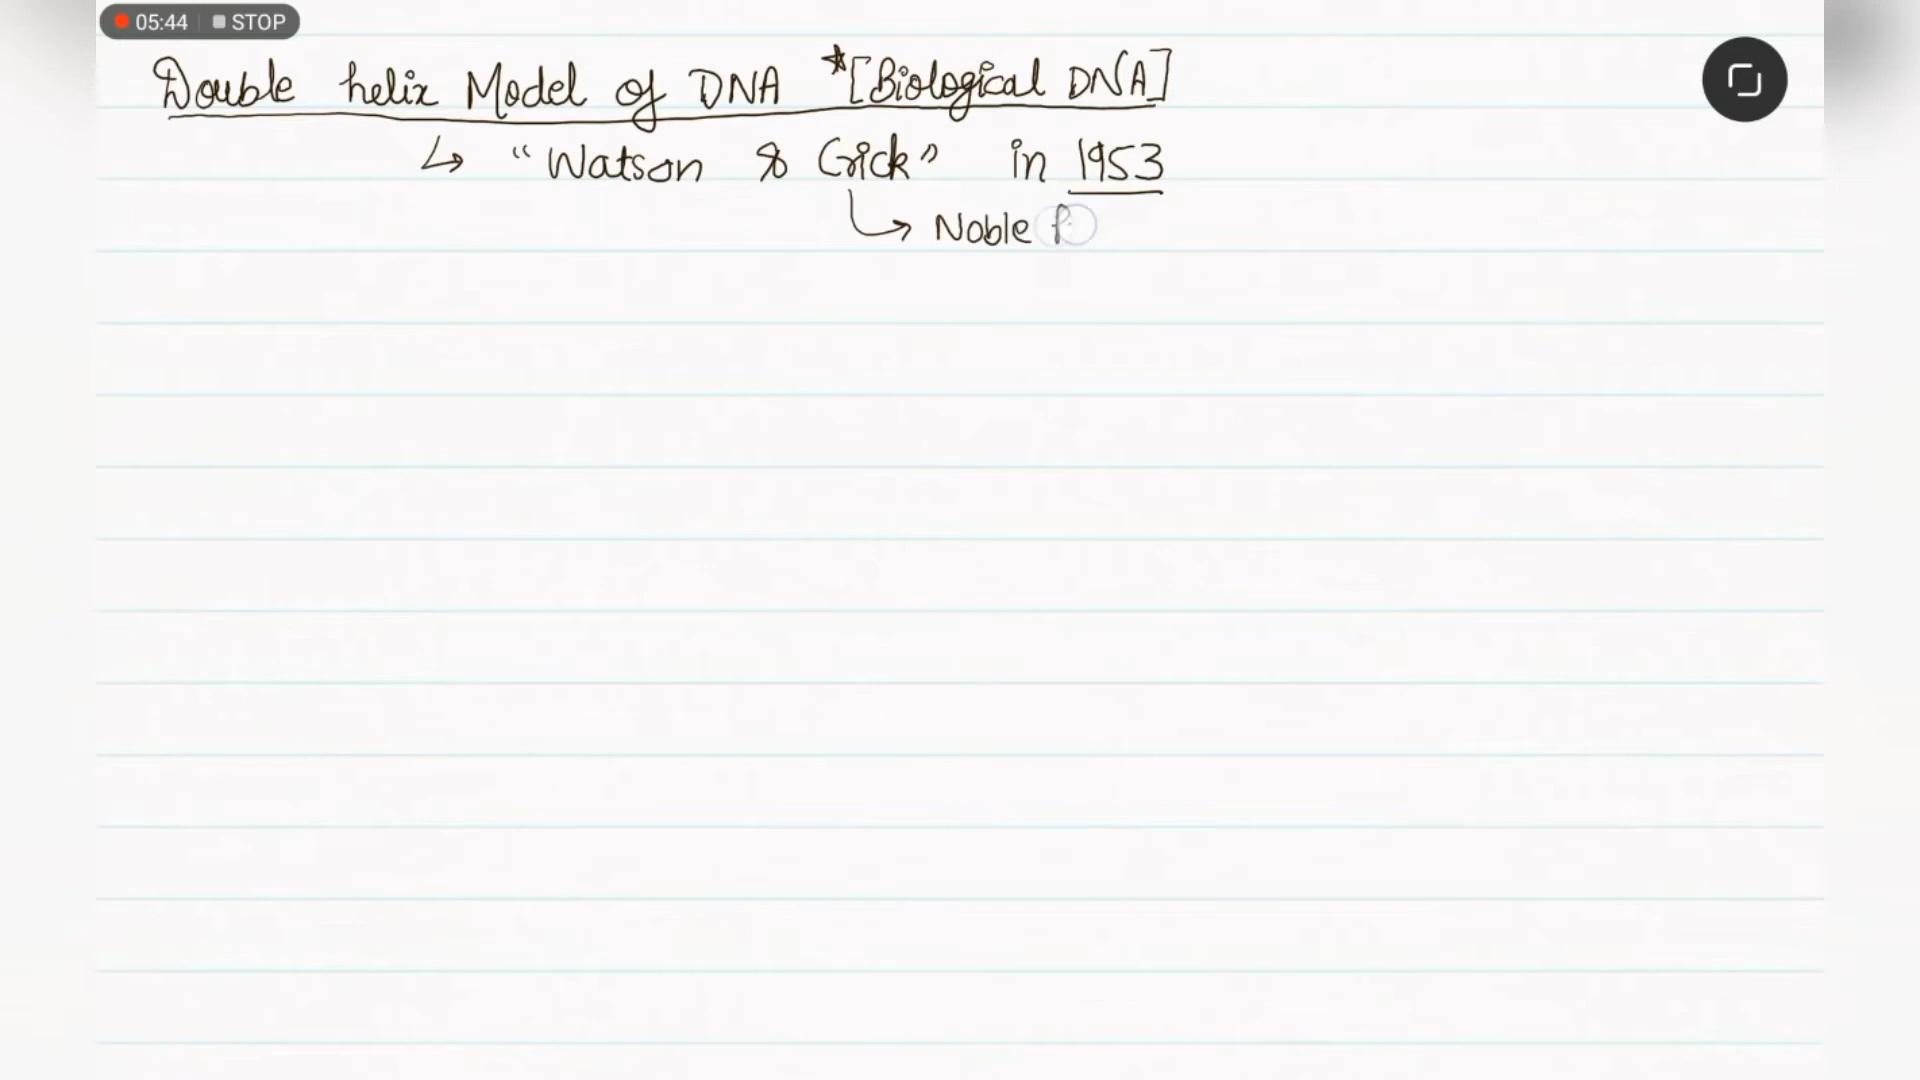 05:44 STOP
Double helix Model of DNA *[Biological DNA]
↳ "Watson & Crick" in 1953
↳ Noble